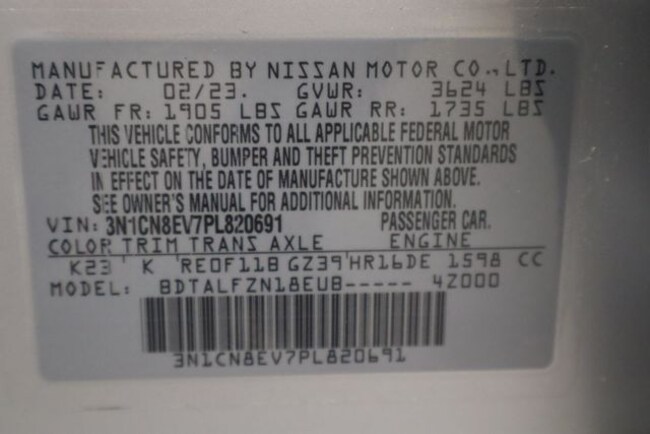 MANUFACTURED BY NISSAN MOTOR CO., LTD.
DATE: 02/23. GVWR: 3624 LBS
GAWR FR: 1905 LBS GAWR RR: 1735 LBS
THIS VEHICLE CONFORMS TO ALL APPLICABLE FEDERAL MOTOR
VEHICLE SAFETY, BUMPER AND THEFT PREVENTION STANDARDS
IN EFFECT ON THE DATE OF MANUFACTURE SHOWN ABOVE.
SEE OWNER'S MANUAL FOR ADDITIONAL INFORMATION.
VIN: 3N1CN8EV7PL820691 PASSENGER CAR.
COLOR TRIM TRANS AXLE ENGINE
K23 K RE0F11B GZ39 HR16DE 1598 CC
MODEL: BDTALFZN18EUB----- 4Z000
3N1CN8EV7PL820691